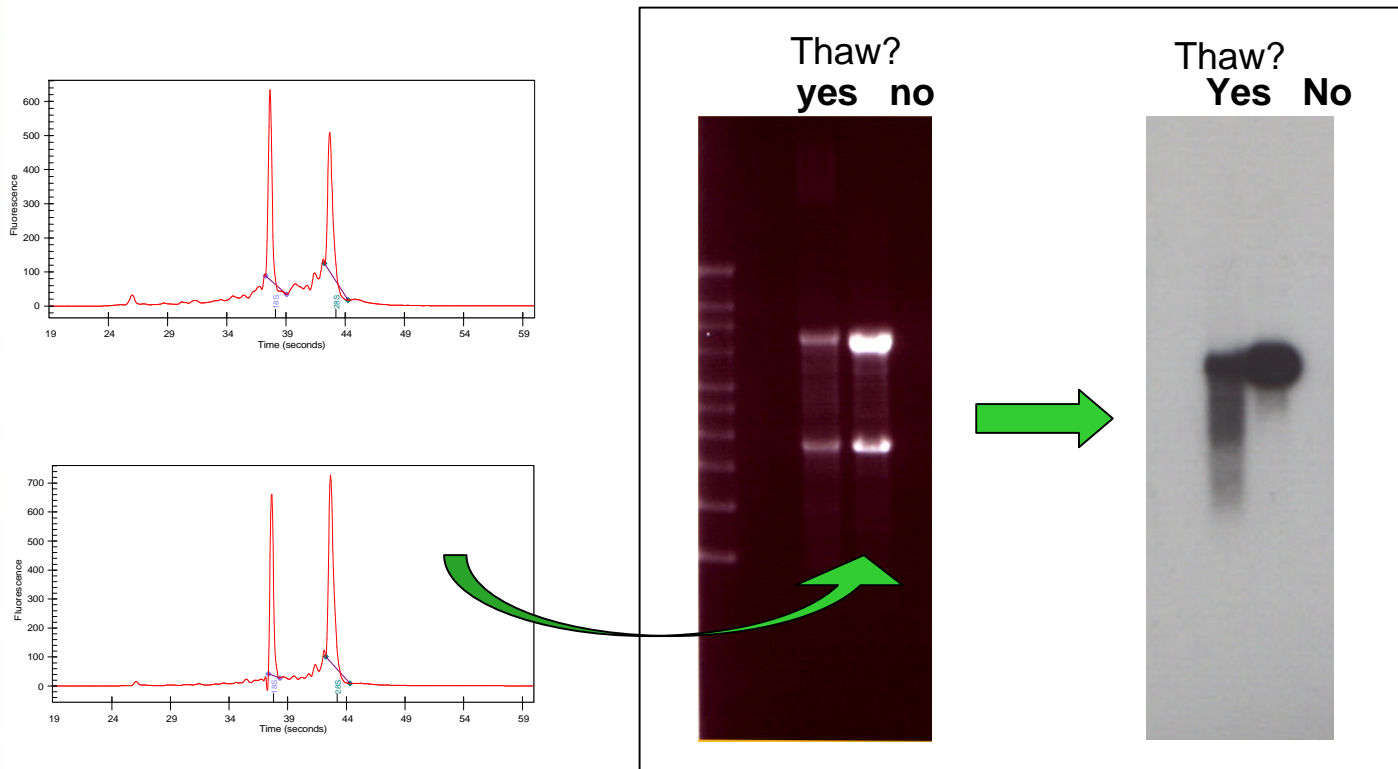 600
500
400
300
200
100
0
Fluorescence
18S
28S
19 24 29 34 39 44 49 54 59
Time (seconds)
700
600
500
400
300
200
100
0
Fluorescence
18S
28S
19 24 29 34 39 44 49 54 59
Time (seconds)
Thaw?
yes no
Thaw?
Yes No